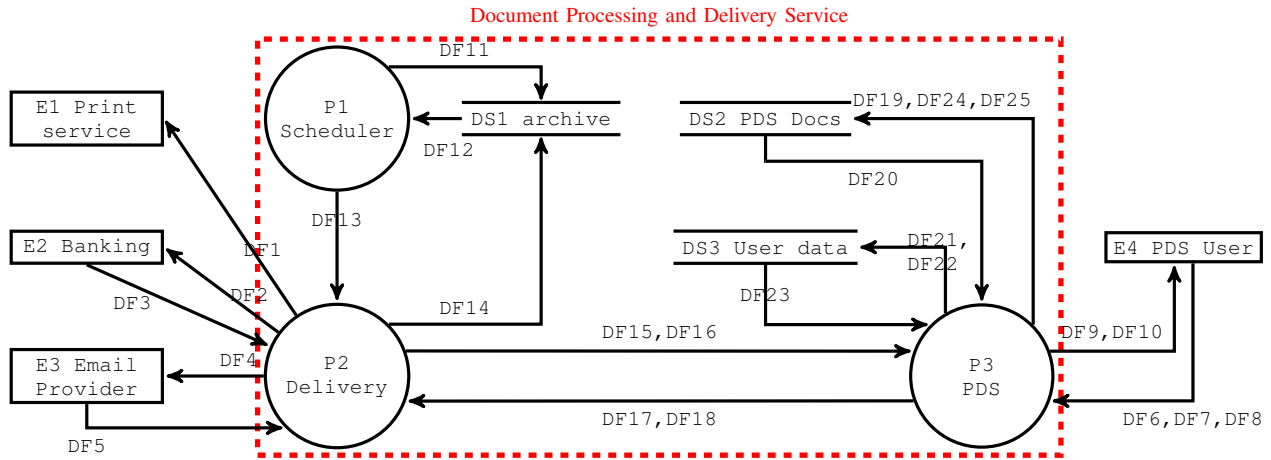 Document Processing and Delivery Service
DF11
E1 Print
service
P1
Scheduler
DS1 archive
DF12
DS2 PDS Docs
DF19,DF24,DF25
DF20
DF13
E2 Banking
DF1
DF2
DF3
DS3 User data
DF21,
DF22
DF23
E4 PDS User
DF14
DF15,DF16
DF9,DF10
E3 Email
Provider
DF4
P2
Delivery
P3
PDS
DF17,DF18
DF6,DF7,DF8
DF5